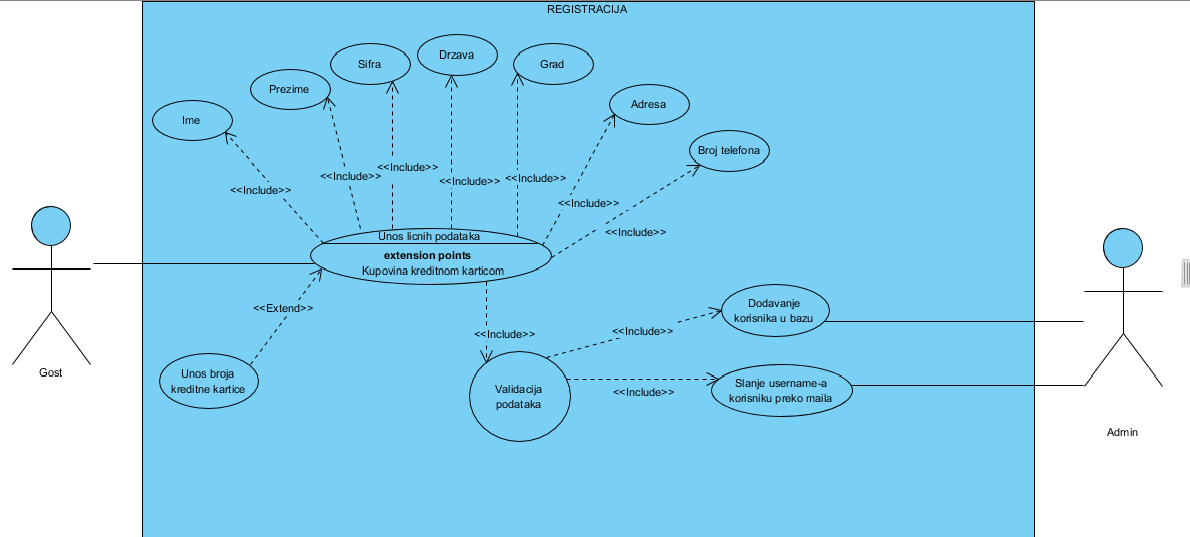 REGISTRACIJA
Ime
Prezime
Sifra
Drzava
Grad
Adresa
Broj telefona
<<Include>>
<<Include>>
<<Include>>
<<Include>>
<<Include>>
<<Include>>
<<Include>>
Unos licnih podataka
extension points
Kupovina kreditnom karticom
<<Extend>>
<<Include>>
Unos broja
kreditne kartice
Validacija
podataka
<<Include>>
<<Include>>
Dodavanje
korisnika u bazu
Slanje username-a
korisniku preko maila
Gost
Admin